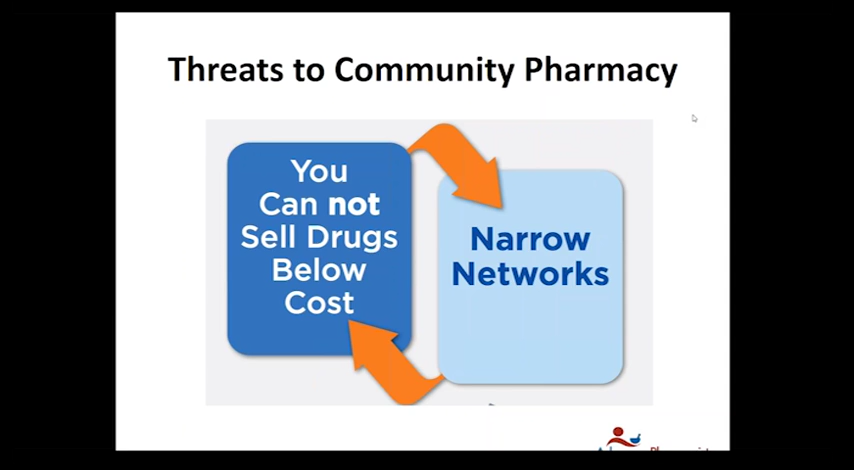 Threats to Community Pharmacy
You
Can not
Sell Drugs
Below
Cost
Narrow
Networks